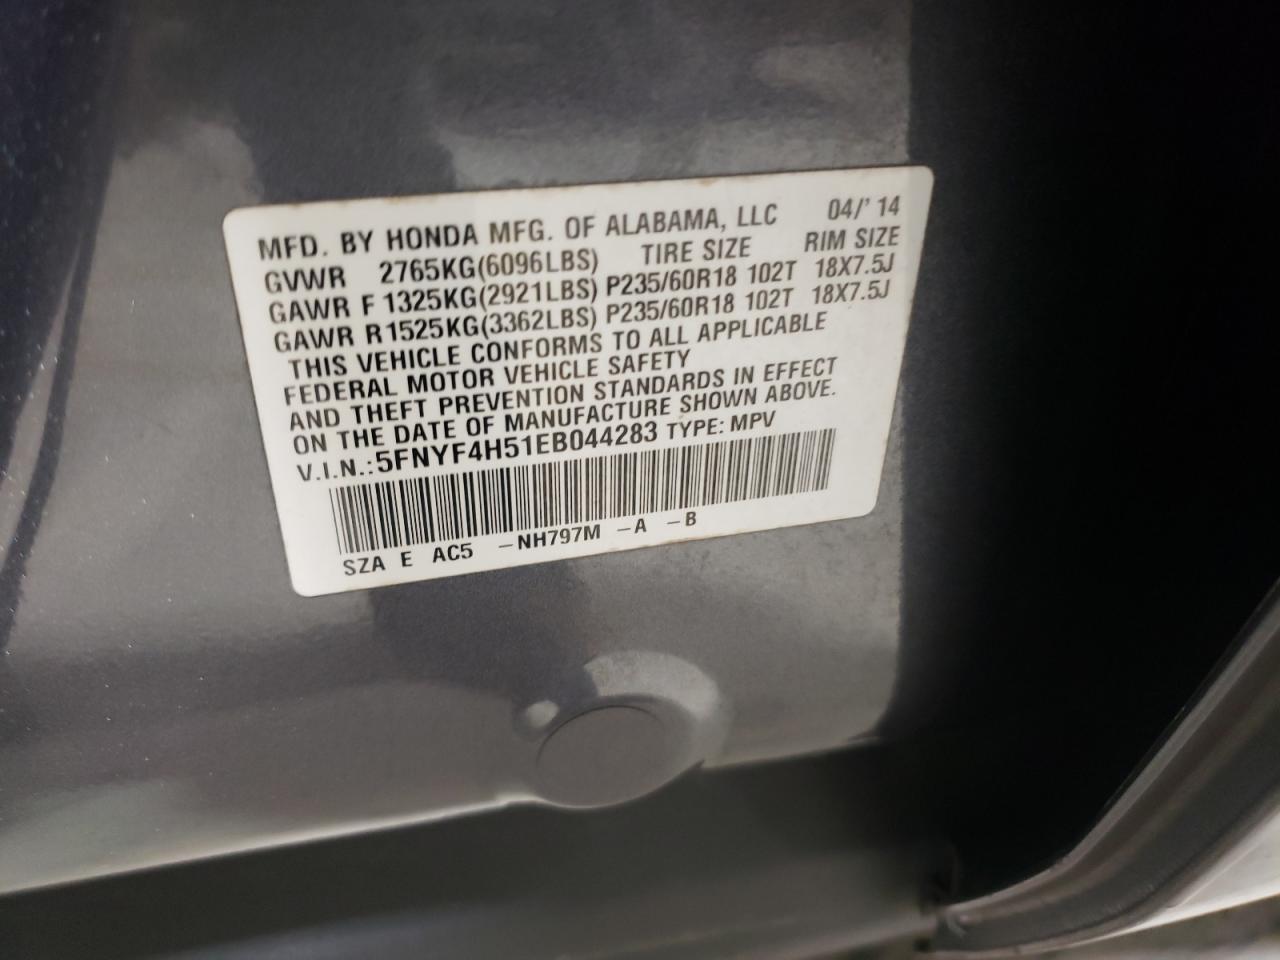 MFD. BY HONDA MFG. OF ALABAMA, LLC 04/' 14
GVWR 2765KG(6096LBS) TIRE SIZE RIM SIZE
GAWR F 1325KG(2921LBS) P235/60R18 102T 18X7.5J
GAWR R1525KG(3362LBS) P235/60R18 102T 18X7.5J
THIS VEHICLE CONFORMS TO ALL APPLICABLE
FEDERAL MOTOR VEHICLE SAFETY
AND THEFT PREVENTION STANDARDS IN EFFECT
ON THE DATE OF MANUFACTURE SHOWN ABOVE.
V.I.N.:5FNYF4H51EB044283 TYPE: MPV
SZA E AC5 -NH797M -A -B